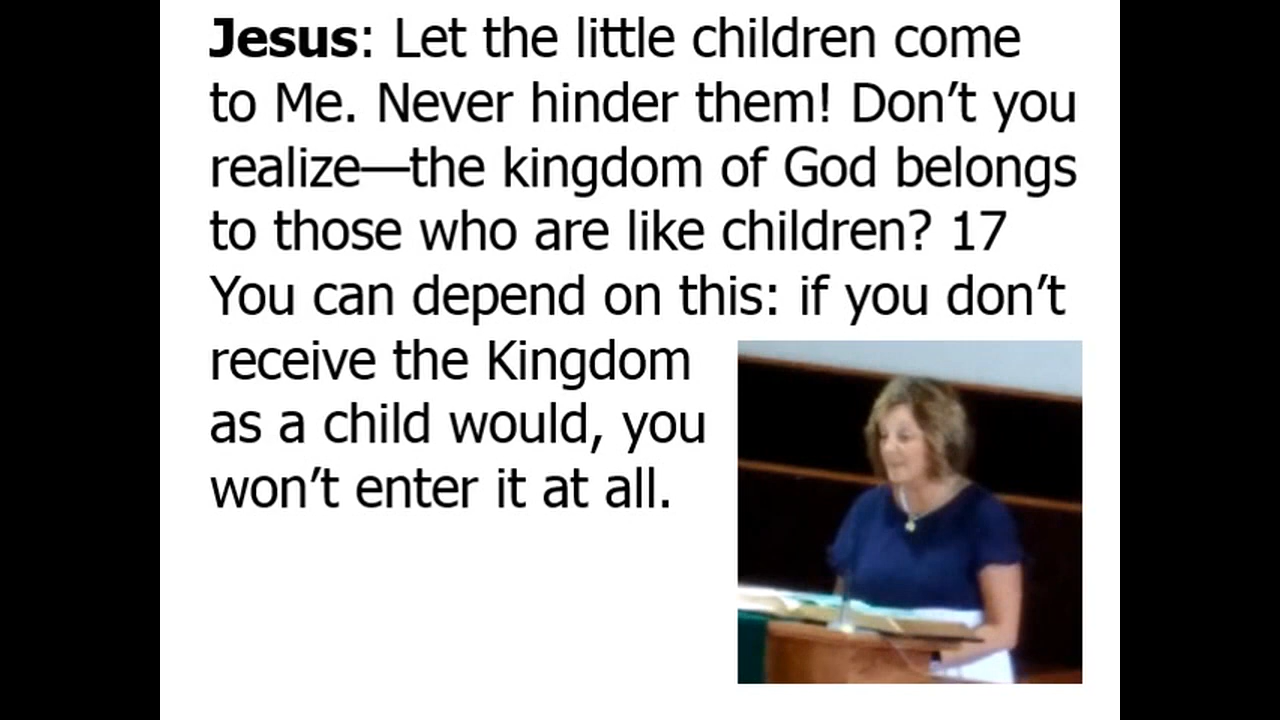 Jesus: Let the little children come
to Me. Never hinder them! Don’t you
realize—the kingdom of God belongs
to those who are like children? 17
You can depend on this: if you don’t
receive the Kingdom
as a child would, you
won’t enter it at all.